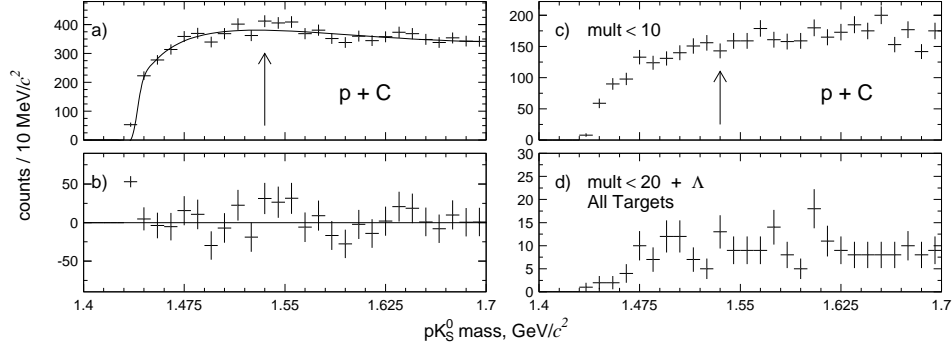 counts / 10 MeV/c²
a)
p + C
400
300
200
100
0
b)
50
0
-50
1.4
1.475
1.55
1.625
1.7
c)
mult < 10
p + C
200
150
100
50
0
d)
mult < 20 + Λ
All Targets
30
25
20
15
10
5
0
1.4
1.475
1.55
1.625
1.7
pK⁰_S mass, GeV/c²